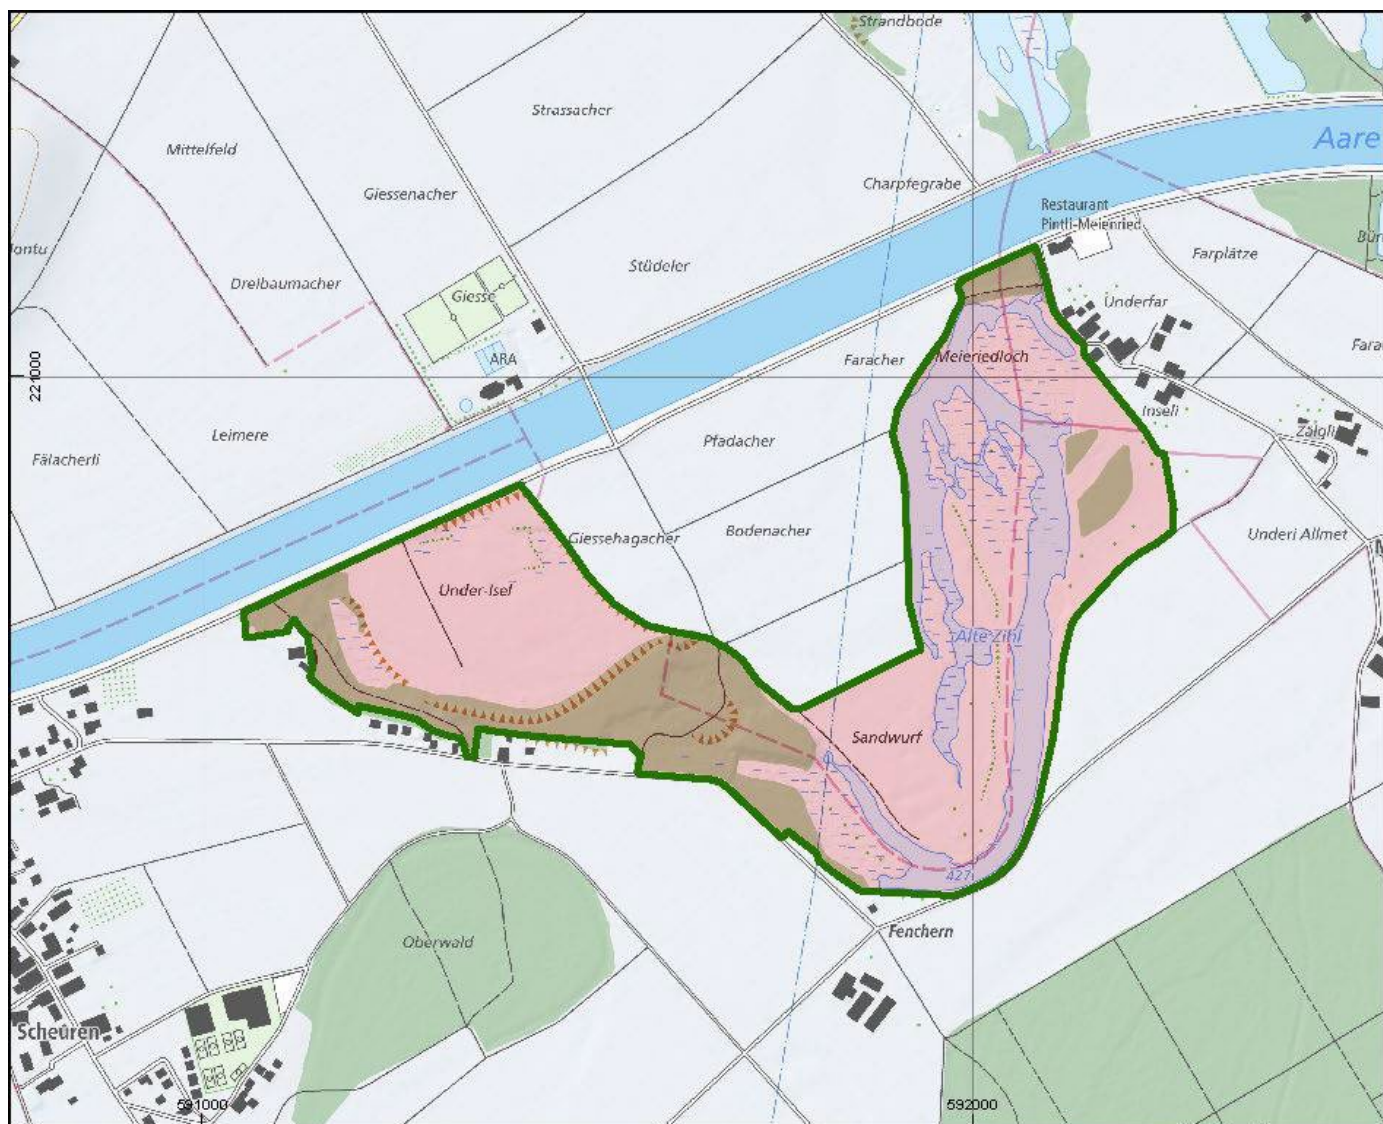 Strandbode
Strassacher
Aare
Mittelfeld
Charpfegrabe
Giessenacher
Restaurant
Pintli-Meienried
Farplätze
Stüdeler
Dreibaumacher
Giesse
Underfar
ARA
Faracher
Meieriedloch
221000
Inseli
Zälgli
Leimere
Pfadacher
Fälacherli
Bodenacher
Giessehagacher
Underi Allmet
Under-Isel
Alte Zihl
Sandwurf
427
Fenchern
Oberwald
Scheuren
591000
592000